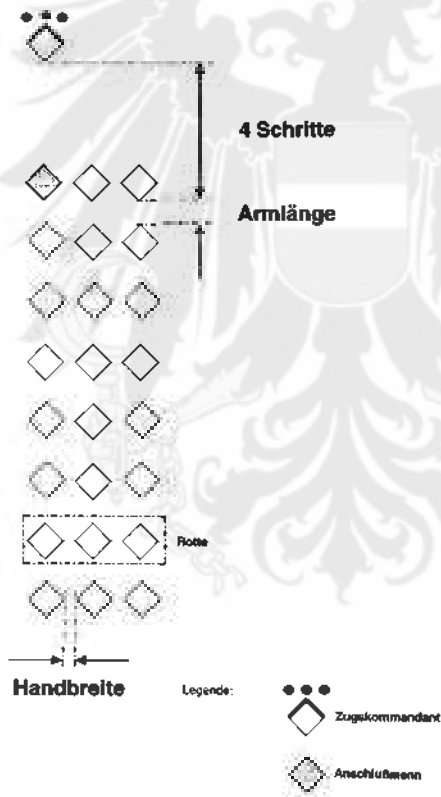 4 Schritte
Armlänge
Rotte
Handbreite
Legende:
Zugskommandant
Anschlußmann